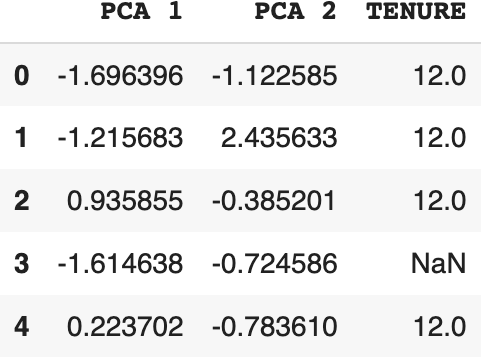 PCA 1 PCA 2 TENURE
0 -1.696396 -1.122585 12.0
1 -1.215683 2.435633 12.0
2 0.935855 -0.385201 12.0
3 -1.614638 -0.724586 NaN
4 0.223702 -0.783610 12.0